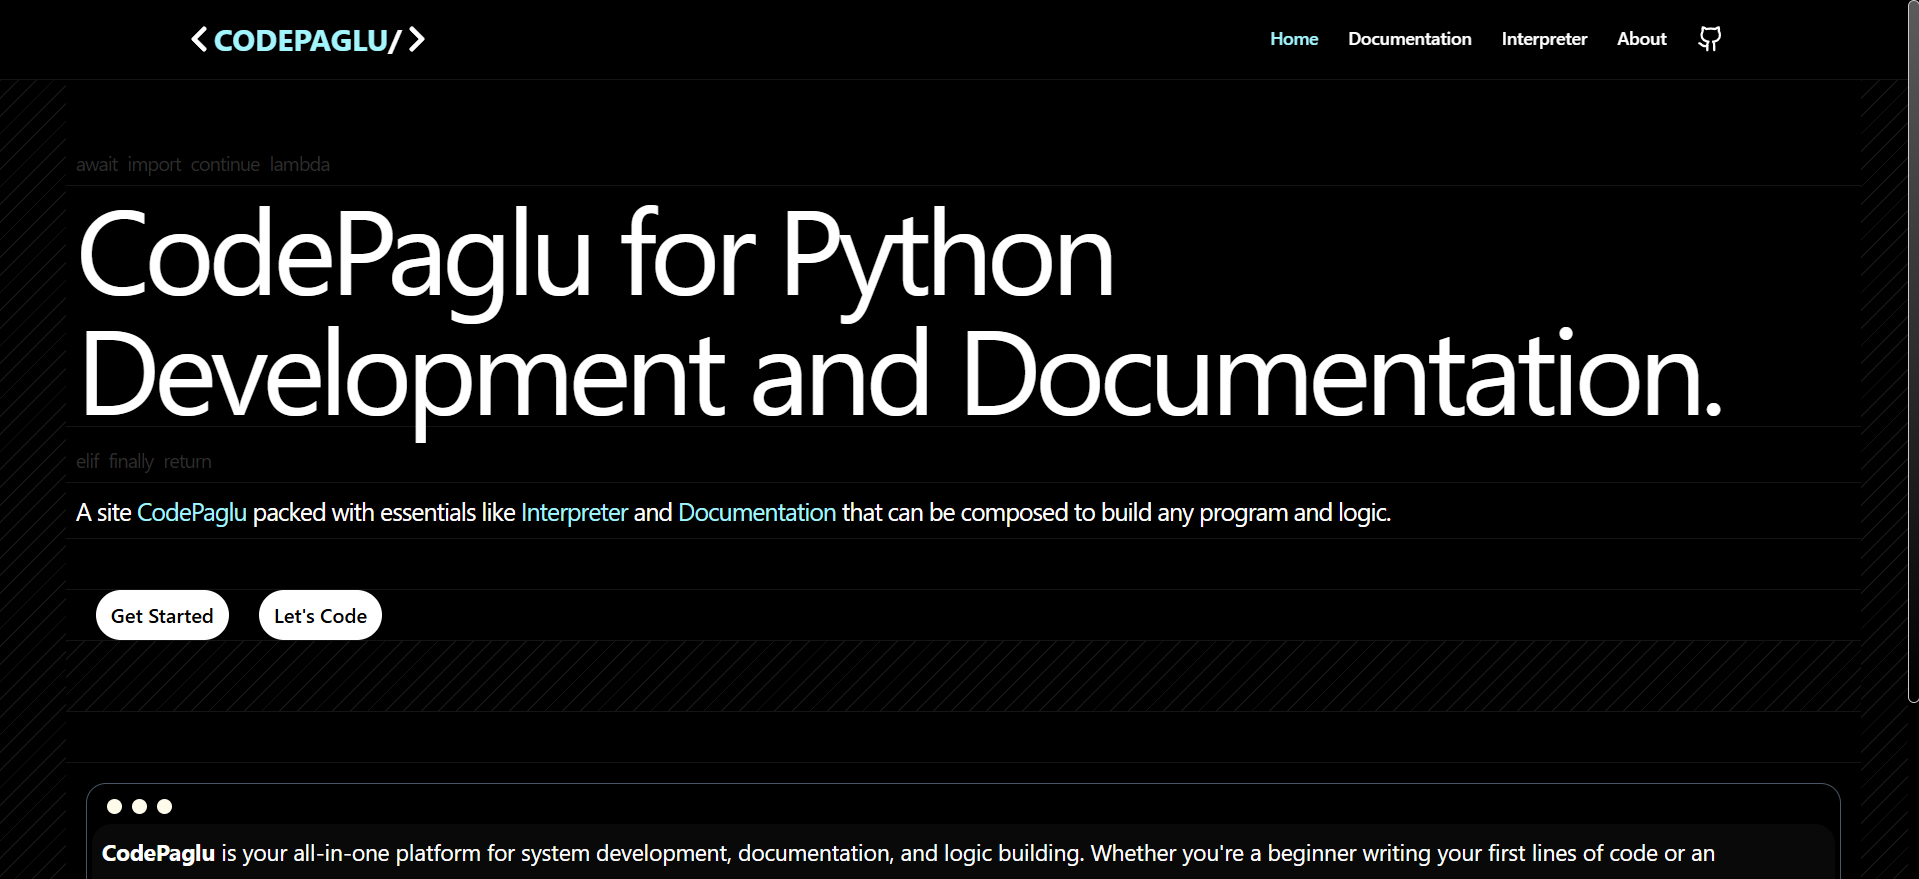 <CODEPAGLU/>
Home Documentation Interpreter About
await import continue lambda
CodePaglu for Python
Development and Documentation.
elif finally return
A site CodePaglu packed with essentials like Interpreter and Documentation that can be composed to build any program and logic.
Get Started Let's Code
CodePaglu is your all-in-one platform for system development, documentation, and logic building. Whether you're a beginner writing your first lines of code or an